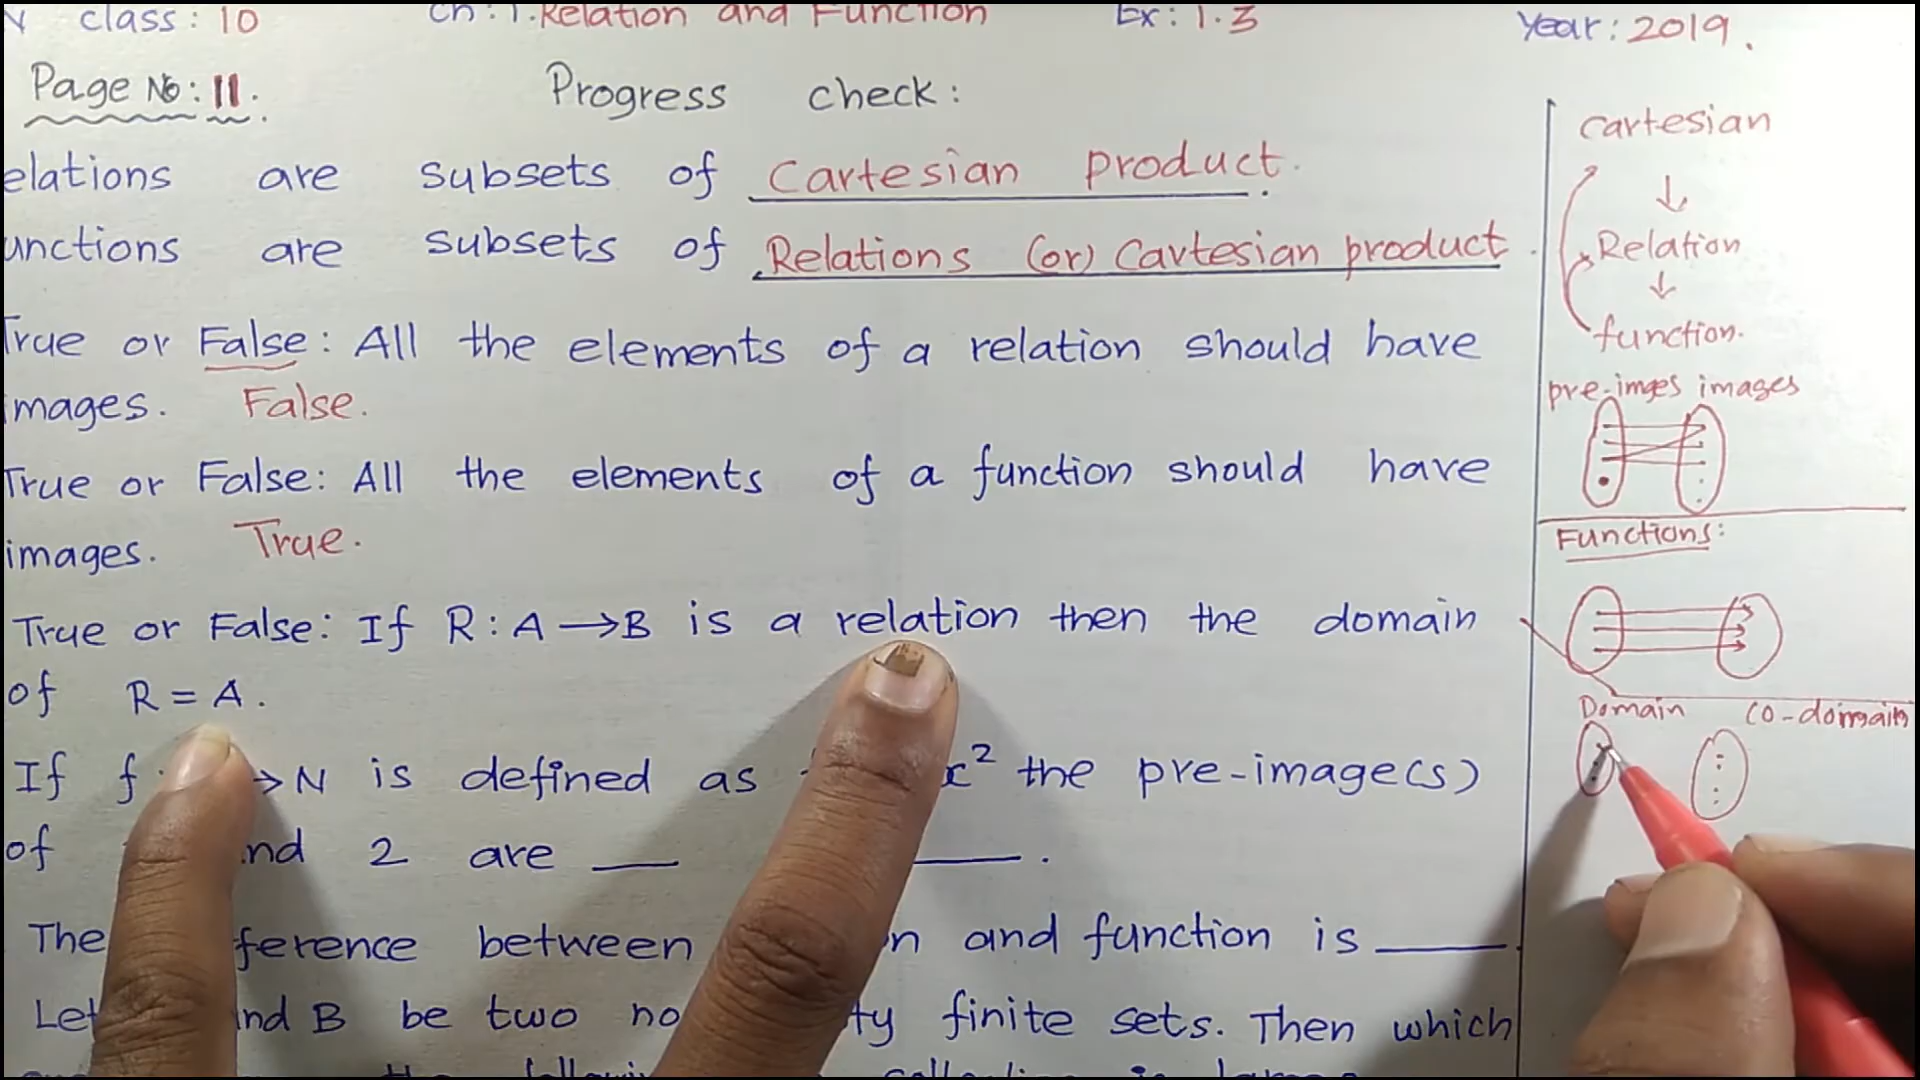 class: 10 Ch: 1. Relation and Function Ex: 1.3 Year: 2019.
Page No: 11. Progress check:
elations are subsets of Cartesian product.
unctions are subsets of Relations (or) Cartesian product.
True or False: All the elements of a relation should have
images. False.
True or False: All the elements of a function should have
images. True.
True or False: If R: A → B is a relation then the domain
of R = A.
If f → N is defined as x² the pre-image(s)
of nd 2 are ___ ___.
The ference between n and function is ___.
Let nd B be two no ty finite sets. Then which
Cartesian
↓
Relation
↓
function.
pre-imges images
Functions:
Domain Co-domain